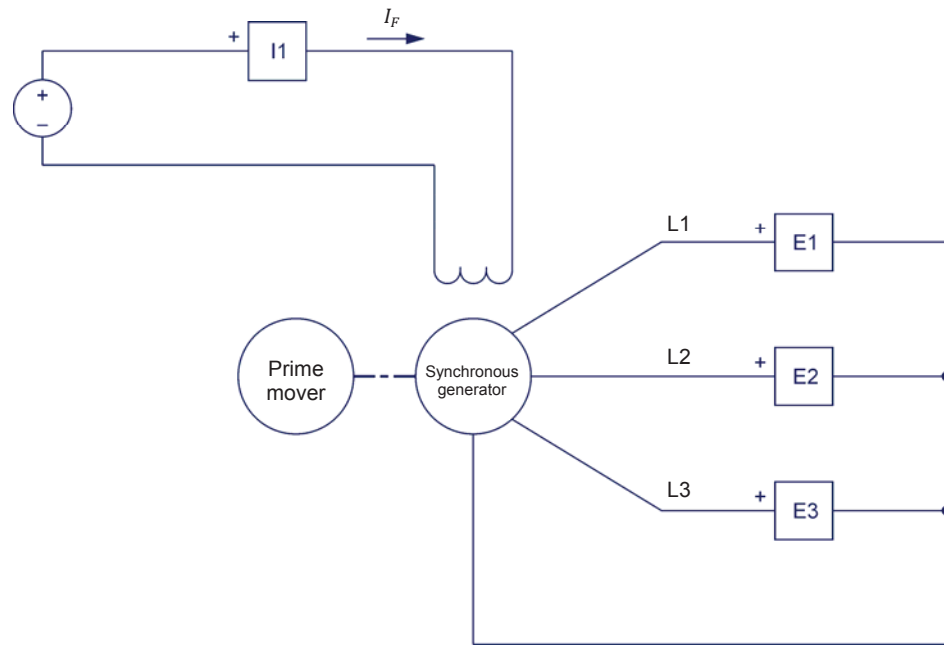 I_F
+
I1
+
−
L1
+
E1
L2
+
E2
Prime
mover
Synchronous
generator
L3
+
E3